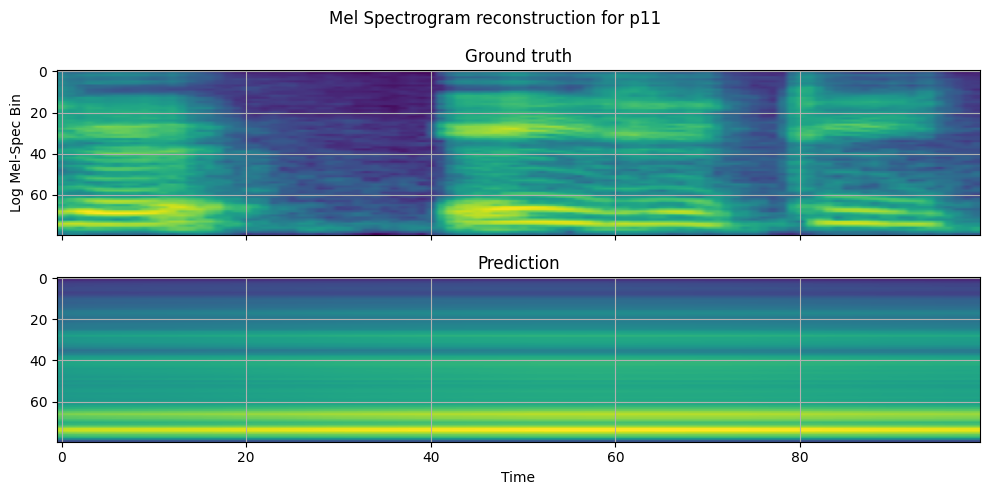 Mel Spectrogram reconstruction for p11
Ground truth
Log Mel-Spec Bin
0
20
40
60
Prediction
0
20
40
60
0 20 40 60 80
Time